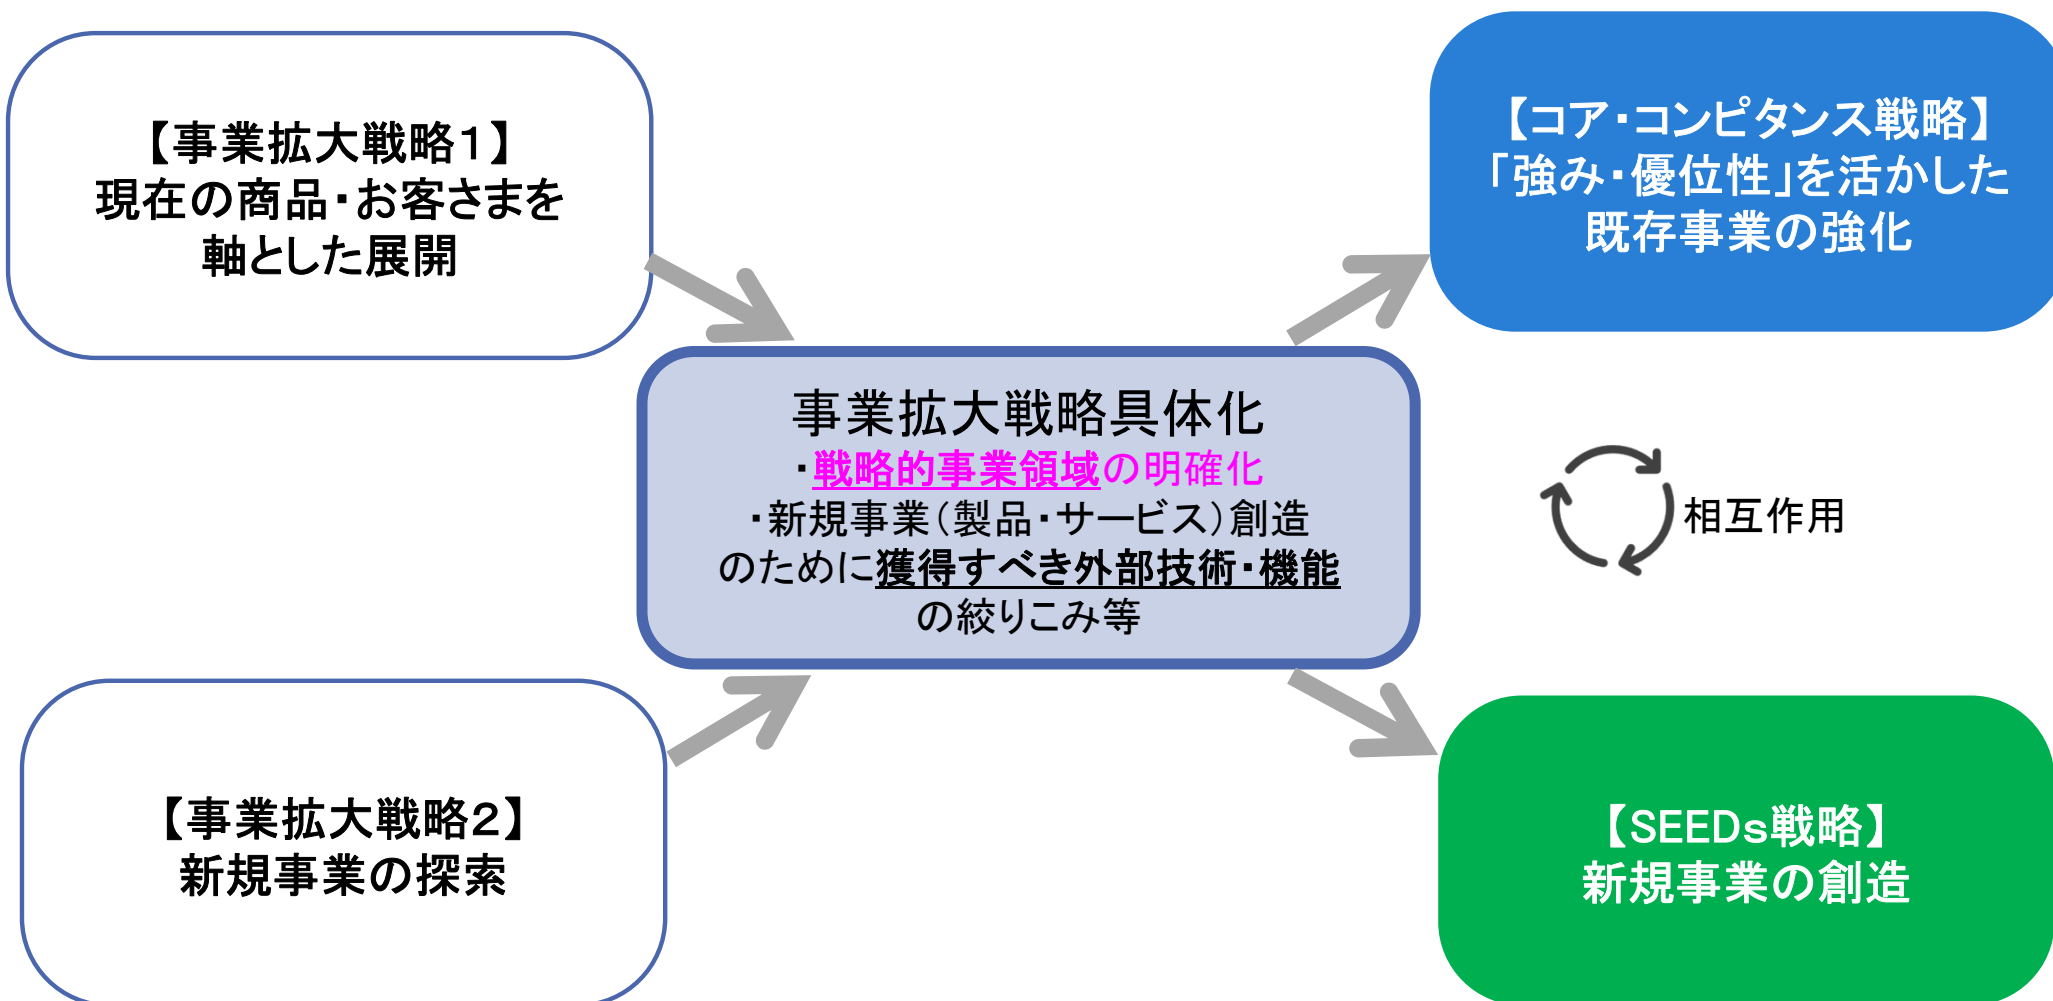 【事業拡大戦略１】
現在の商品・お客さまを
軸とした展開
【コア・コンピタンス戦略】
「強み・優位性」を活かした
既存事業の強化
事業拡大戦略具体化
・戦略的事業領域の明確化
・新規事業（製品・サービス）創造
のために獲得すべき外部技術・機能
の絞りこみ等
相互作用
【事業拡大戦略２】
新規事業の探索
【SEEDｓ戦略】
新規事業の創造